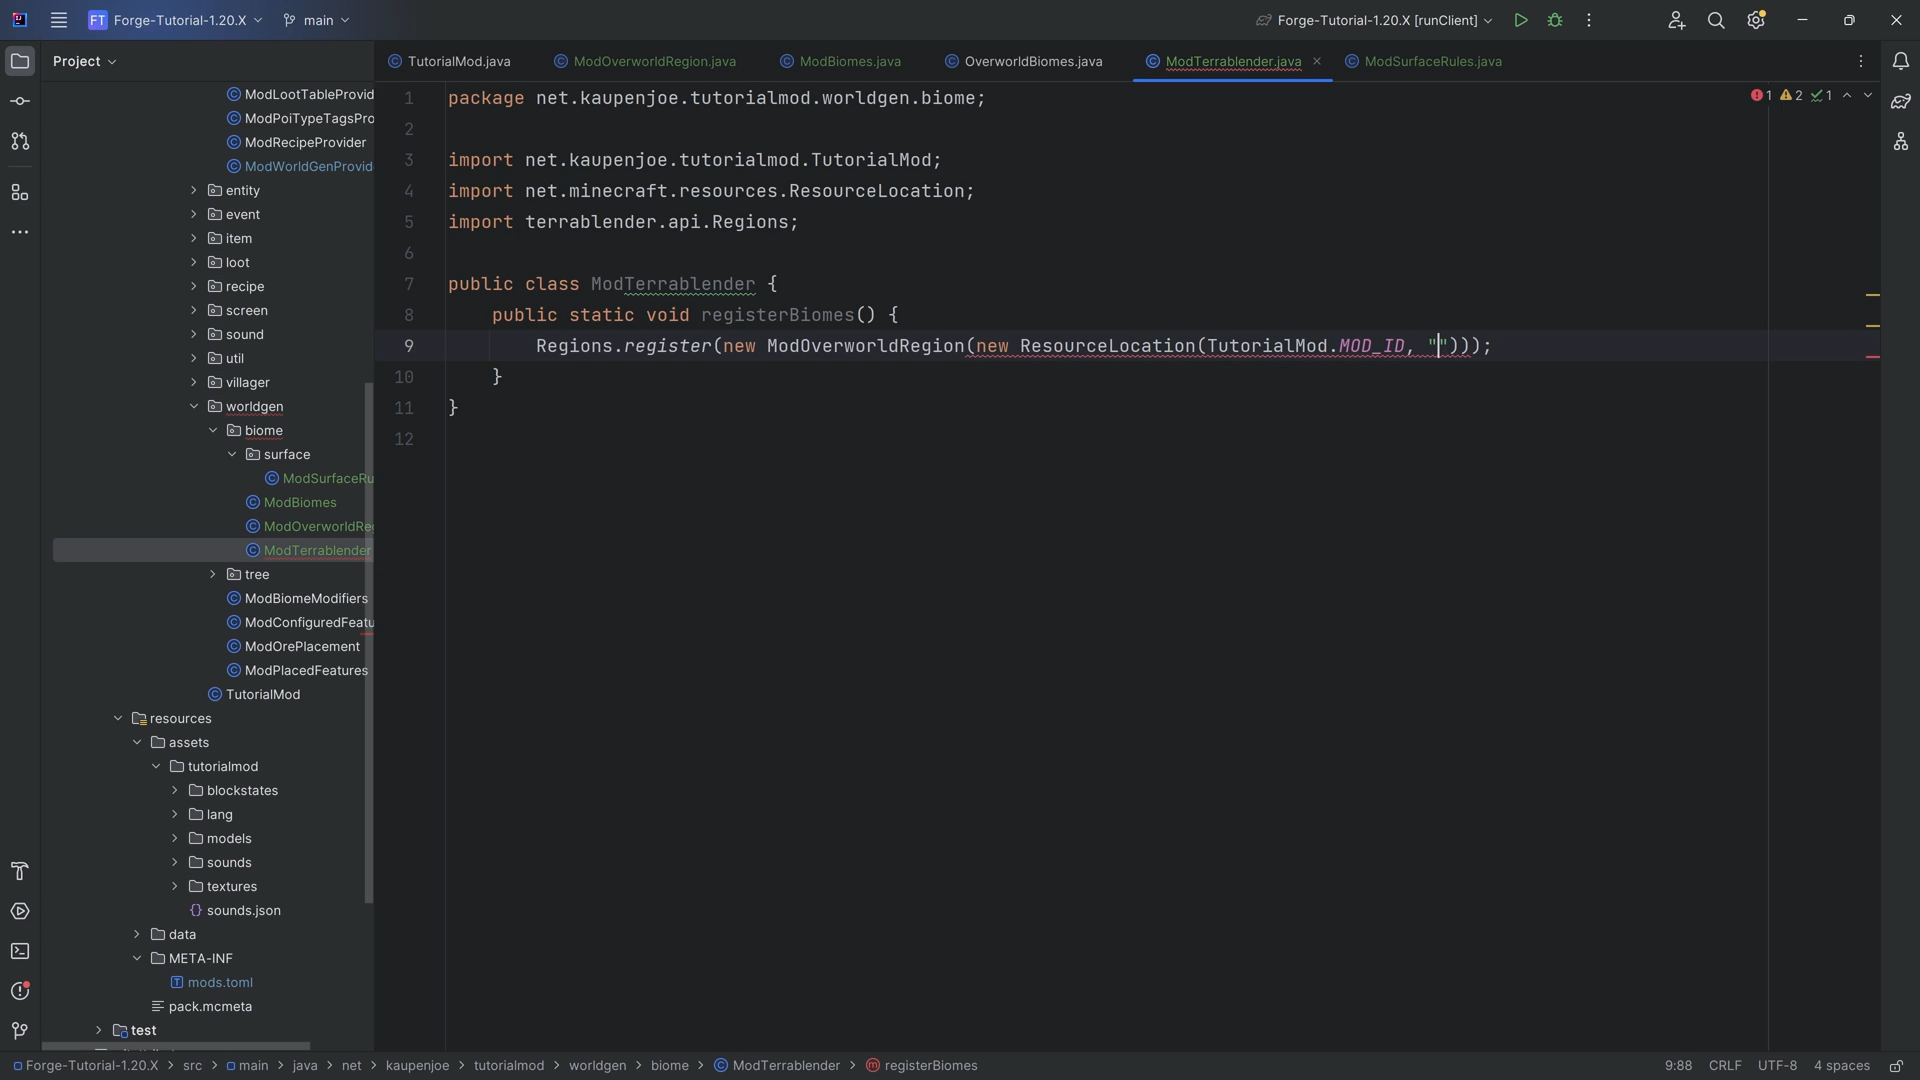 FT Forge-Tutorial-1.20.X main Forge-Tutorial-1.20.X [runClient]
Project
TutorialMod.java ModOverworldRegion.java ModBiomes.java OverworldBiomes.java ModTerrablender.java ModSurfaceRules.java
ModLootTableProvid
ModPoiTypeTagsPro
ModRecipeProvider
ModWorldGenProvid
entity
event
item
loot
recipe
screen
sound
util
villager
worldgen
biome
surface
ModSurfaceRu
ModBiomes
ModOverworldReg
ModTerrablender
tree
ModBiomeModifiers
ModConfiguredFeatu
ModOrePlacement
ModPlacedFeatures
TutorialMod
resources
assets
tutorialmod
blockstates
lang
models
sounds
textures
{} sounds.json
data
META-INF
mods.toml
pack.mcmeta
test
1 package net.kaupenjoe.tutorialmod.worldgen.biome;
2
3 import net.kaupenjoe.tutorialmod.TutorialMod;
4 import net.minecraft.resources.ResourceLocation;
5 import terrablender.api.Regions;
6
7 public class ModTerrablender {
8 public static void registerBiomes() {
9 Regions.register(new ModOverworldRegion(new ResourceLocation(TutorialMod.MOD_ID, "")));
10 }
11 }
12
1 2 1
Forge-Tutorial-1.20.X > src > main > java > net > kaupenjoe > tutorialmod > worldgen > biome > ModTerrablender > registerBiomes
9:88 CRLF UTF-8 4 spaces